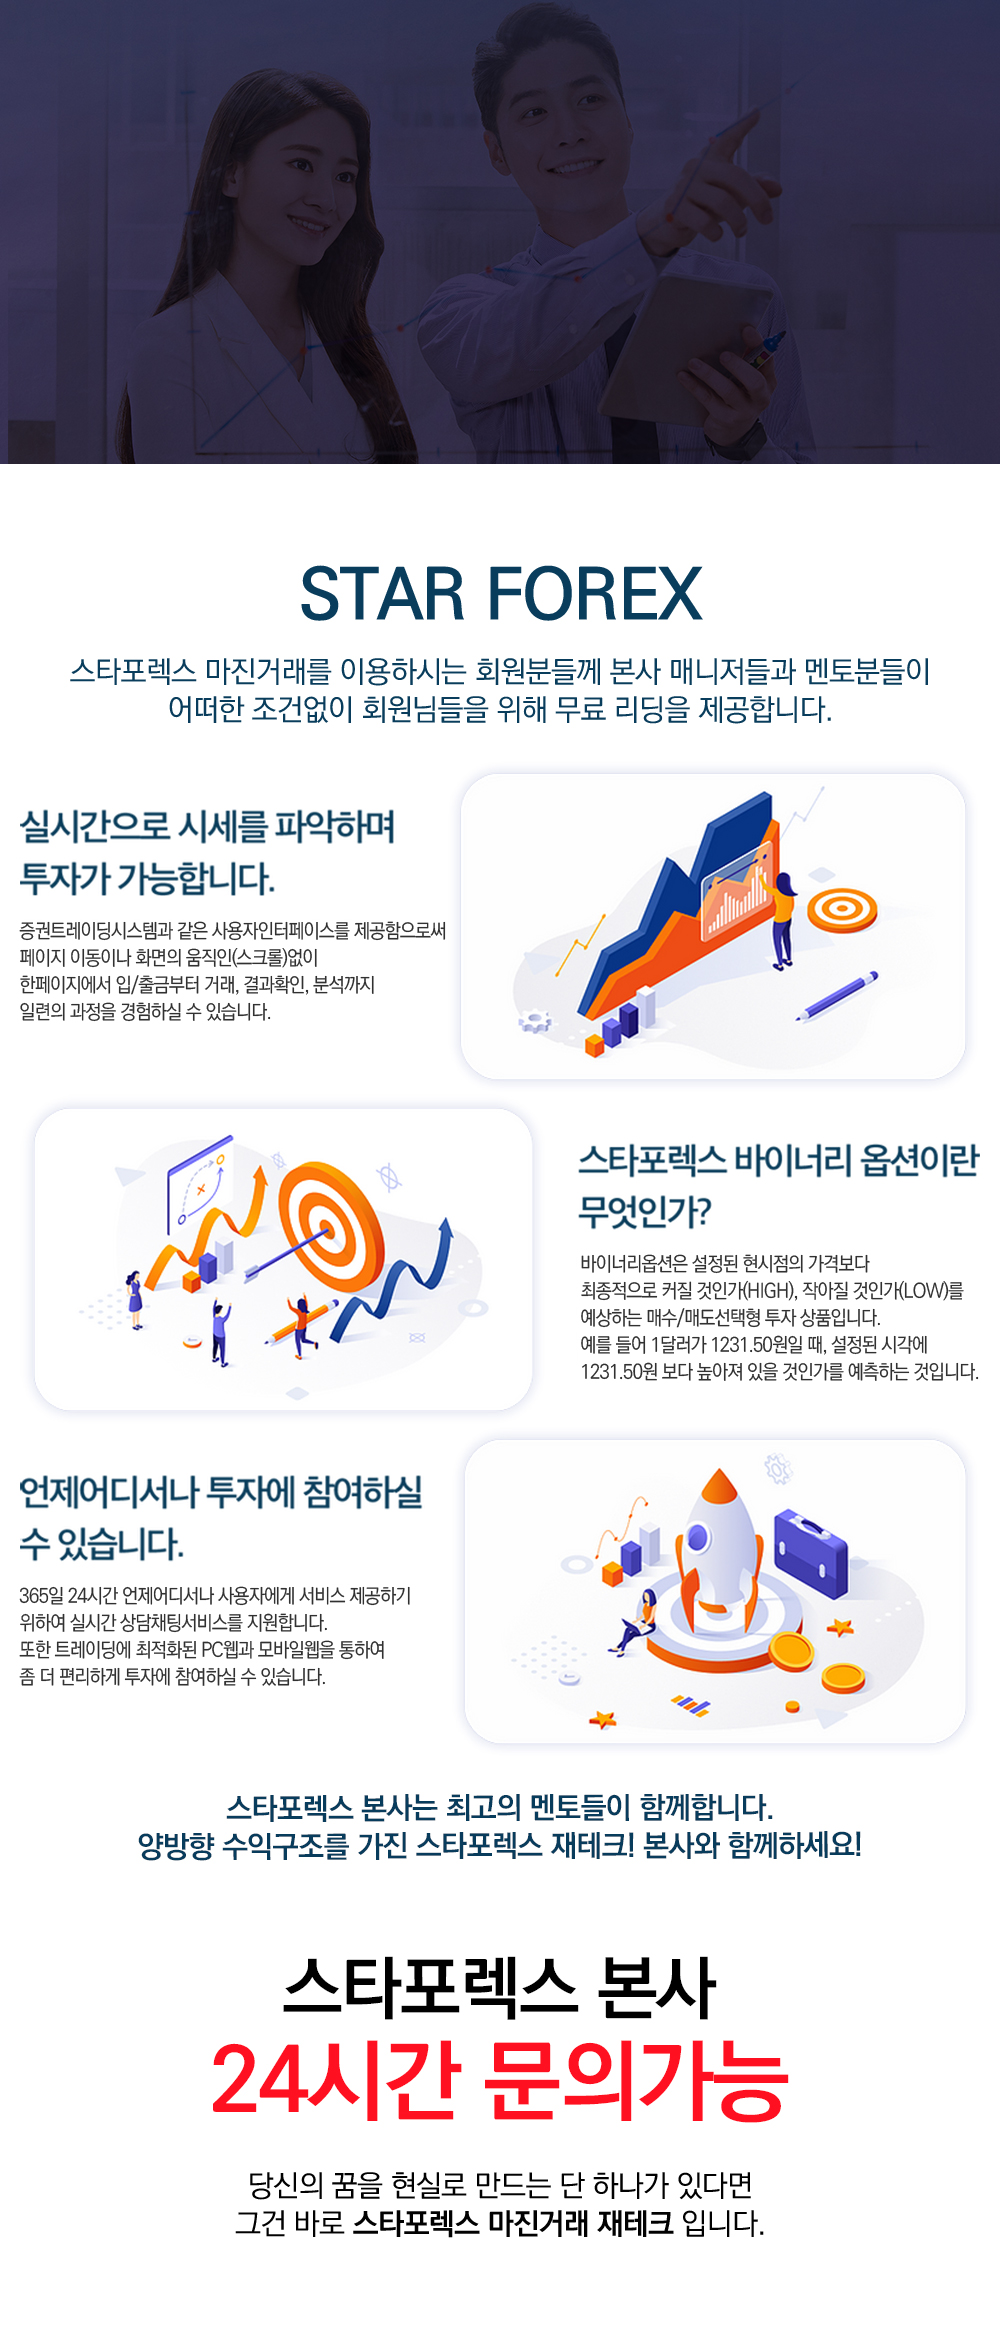 STAR FOREX
스타포렉스 마진거래를 이용하시는 회원분들께 본사 매니저들과 멘토분들이
어떠한 조건없이 회원님들을 위해 무료 리딩을 제공합니다.
실시간으로 시세를 파악하며
투자가 가능합니다.
증권트레이딩시스템과 같은 사용자인터페이스를 제공함으로써
페이지 이동이나 화면의 움직인(스크롤)없이
한페이지에서 입/출금부터 거래, 결과확인, 분석까지
일련의 과정을 경험하실 수 있습니다.
스타포렉스 바이너리 옵션이란
무엇인가?
바이너리옵션은 설정된 현시점의 가격보다
최종적으로 커질 것인가(HIGH), 작아질 것인가(LOW)를
예상하는 매수/매도선택형 투자 상품입니다.
예를 들어 1달러가 1231.50원일 때, 설정된 시각에
1231.50원 보다 높아져 있을 것인가를 예측하는 것입니다.
언제어디서나 투자에 참여하실
수 있습니다.
365일 24시간 언제어디서나 사용자에게 서비스 제공하기
위하여 실시간 상담채팅서비스를 지원합니다.
또한 트레이딩에 최적화된 PC웹과 모바일웹을 통하여
좀 더 편리하게 투자에 참여하실 수 있습니다.
스타포렉스 본사는 최고의 멘토들이 함께합니다.
양방향 수익구조를 가진 스타포렉스 재테크! 본사와 함께하세요!
스타포렉스 본사
24시간 문의가능
당신의 꿈을 현실로 만드는 단 하나가 있다면
그건 바로 스타포렉스 마진거래 재테크 입니다.